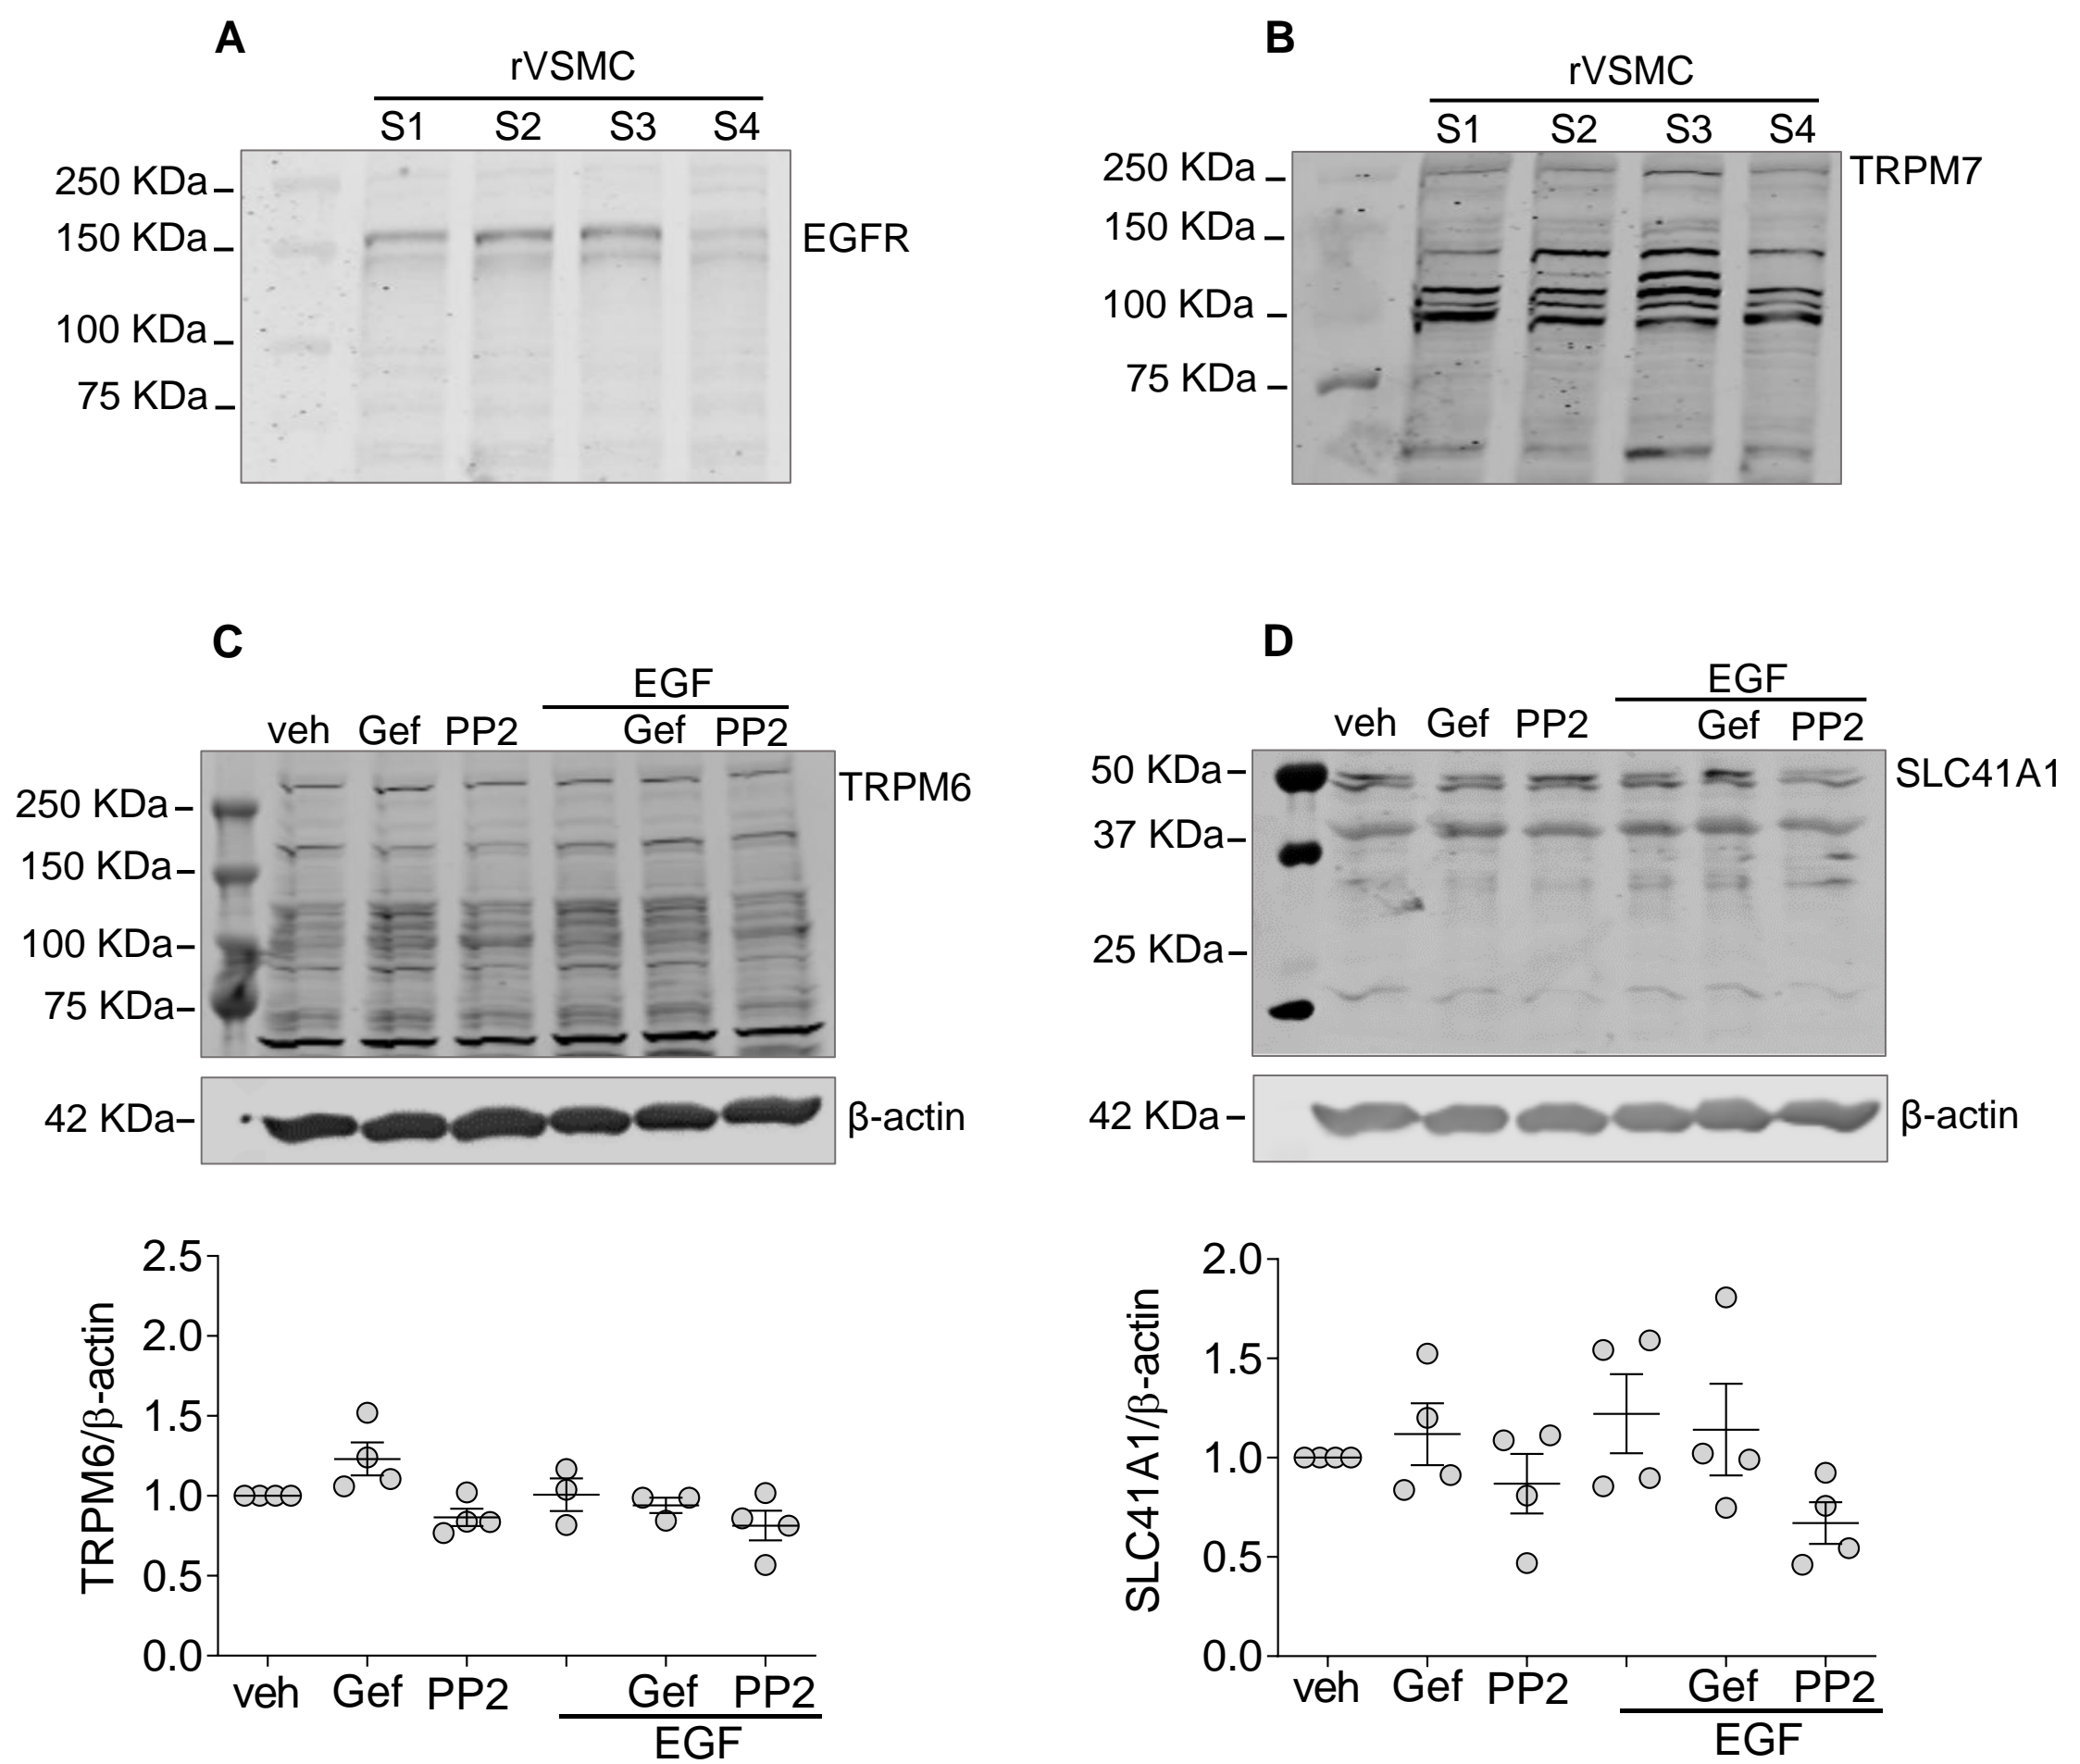 A
rVSMC
S1 S2 S3 S4
250 KDa
150 KDa
100 KDa
75 KDa
EGFR
B
rVSMC
S1 S2 S3 S4
250 KDa
150 KDa
100 KDa
75 KDa
TRPM7
C
EGF
veh Gef PP2 Gef PP2
250 KDa
150 KDa
100 KDa
75 KDa
TRPM6
42 KDa
β-actin
2.5
2.0
1.5
1.0
0.5
0.0
TRPM6/β-actin
veh Gef PP2 Gef PP2
EGF
D
EGF
veh Gef PP2 Gef PP2
50 KDa
37 KDa
25 KDa
SLC41A1
42 KDa
β-actin
2.0
1.5
1.0
0.5
0.0
SLC41A1/β-actin
veh Gef PP2 Gef PP2
EGF